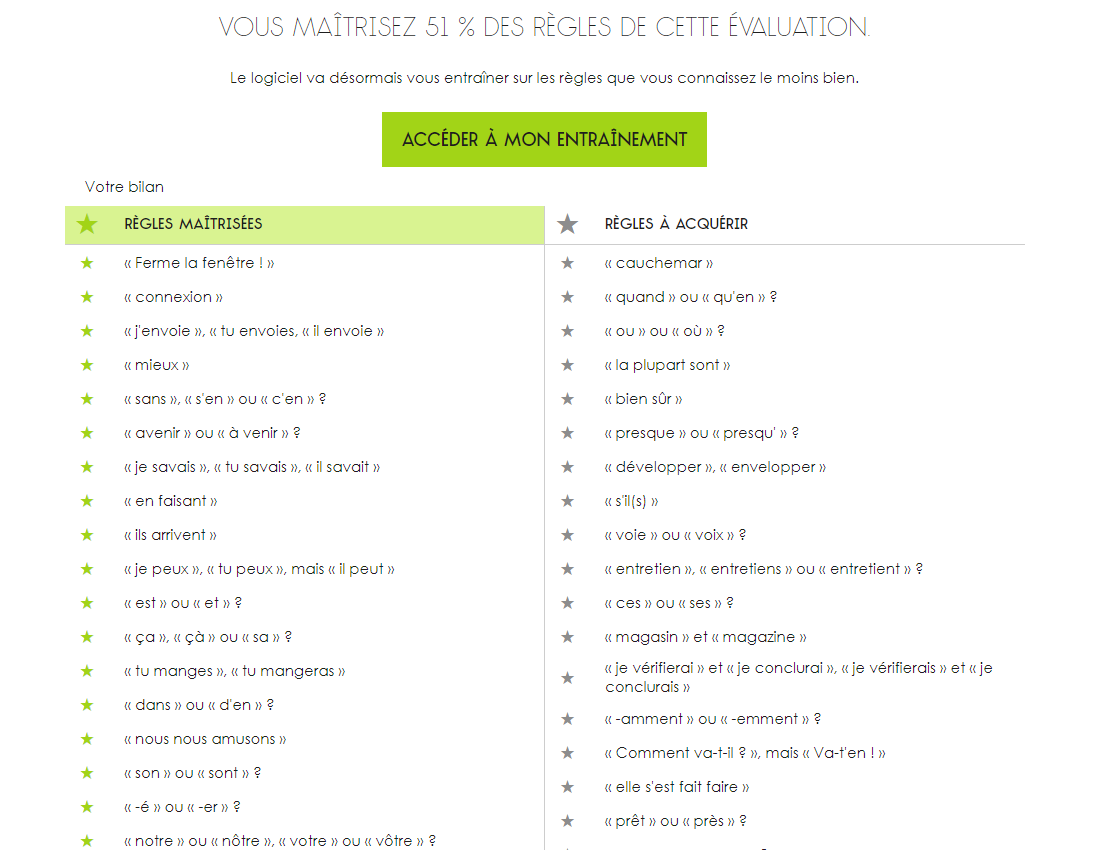 VOUS MAÎTRISEZ 51 % DES RÈGLES DE CETTE ÉVALUATION.
Le logiciel va désormais vous entraîner sur les règles que vous connaissez le moins bien.
ACCÉDER À MON ENTRAÎNEMENT
Votre bilan
RÈGLES MAÎTRISÉES
« Ferme la fenêtre ! »
« connexion »
« j'envoie », « tu envoies, « il envoie »
« mieux »
« sans », « s'en » ou « c'en » ?
« avenir » ou « à venir » ?
« je savais », « tu savais », « il savait »
« en faisant »
« ils arrivent »
« je peux », « tu peux », mais « il peut »
« est » ou « et » ?
« ça », « çà » ou « sa » ?
« tu manges », « tu mangeras »
« dans » ou « d'en » ?
« nous nous amusons »
« son » ou « sont » ?
« -é » ou « -er » ?
« notre » ou « nôtre », « votre » ou « vôtre » ?
RÈGLES À ACQUÉRIR
« cauchemar »
« quand » ou « qu'en » ?
« ou » ou « où » ?
« la plupart sont »
« bien sûr »
« presque » ou « presqu' » ?
« développer », « envelopper »
« s'il(s) »
« voie » ou « voix » ?
« entretien », « entretiens » ou « entretient » ?
« ces » ou « ses » ?
« magasin » et « magazine »
« je vérifierai » et « je conclurai », « je vérifierais » et « je
conclurais »
« -amment » ou « -emment » ?
« Comment va-t-il ? », mais « Va-t'en ! »
« elle s'est fait faire »
« prêt » ou « près » ?